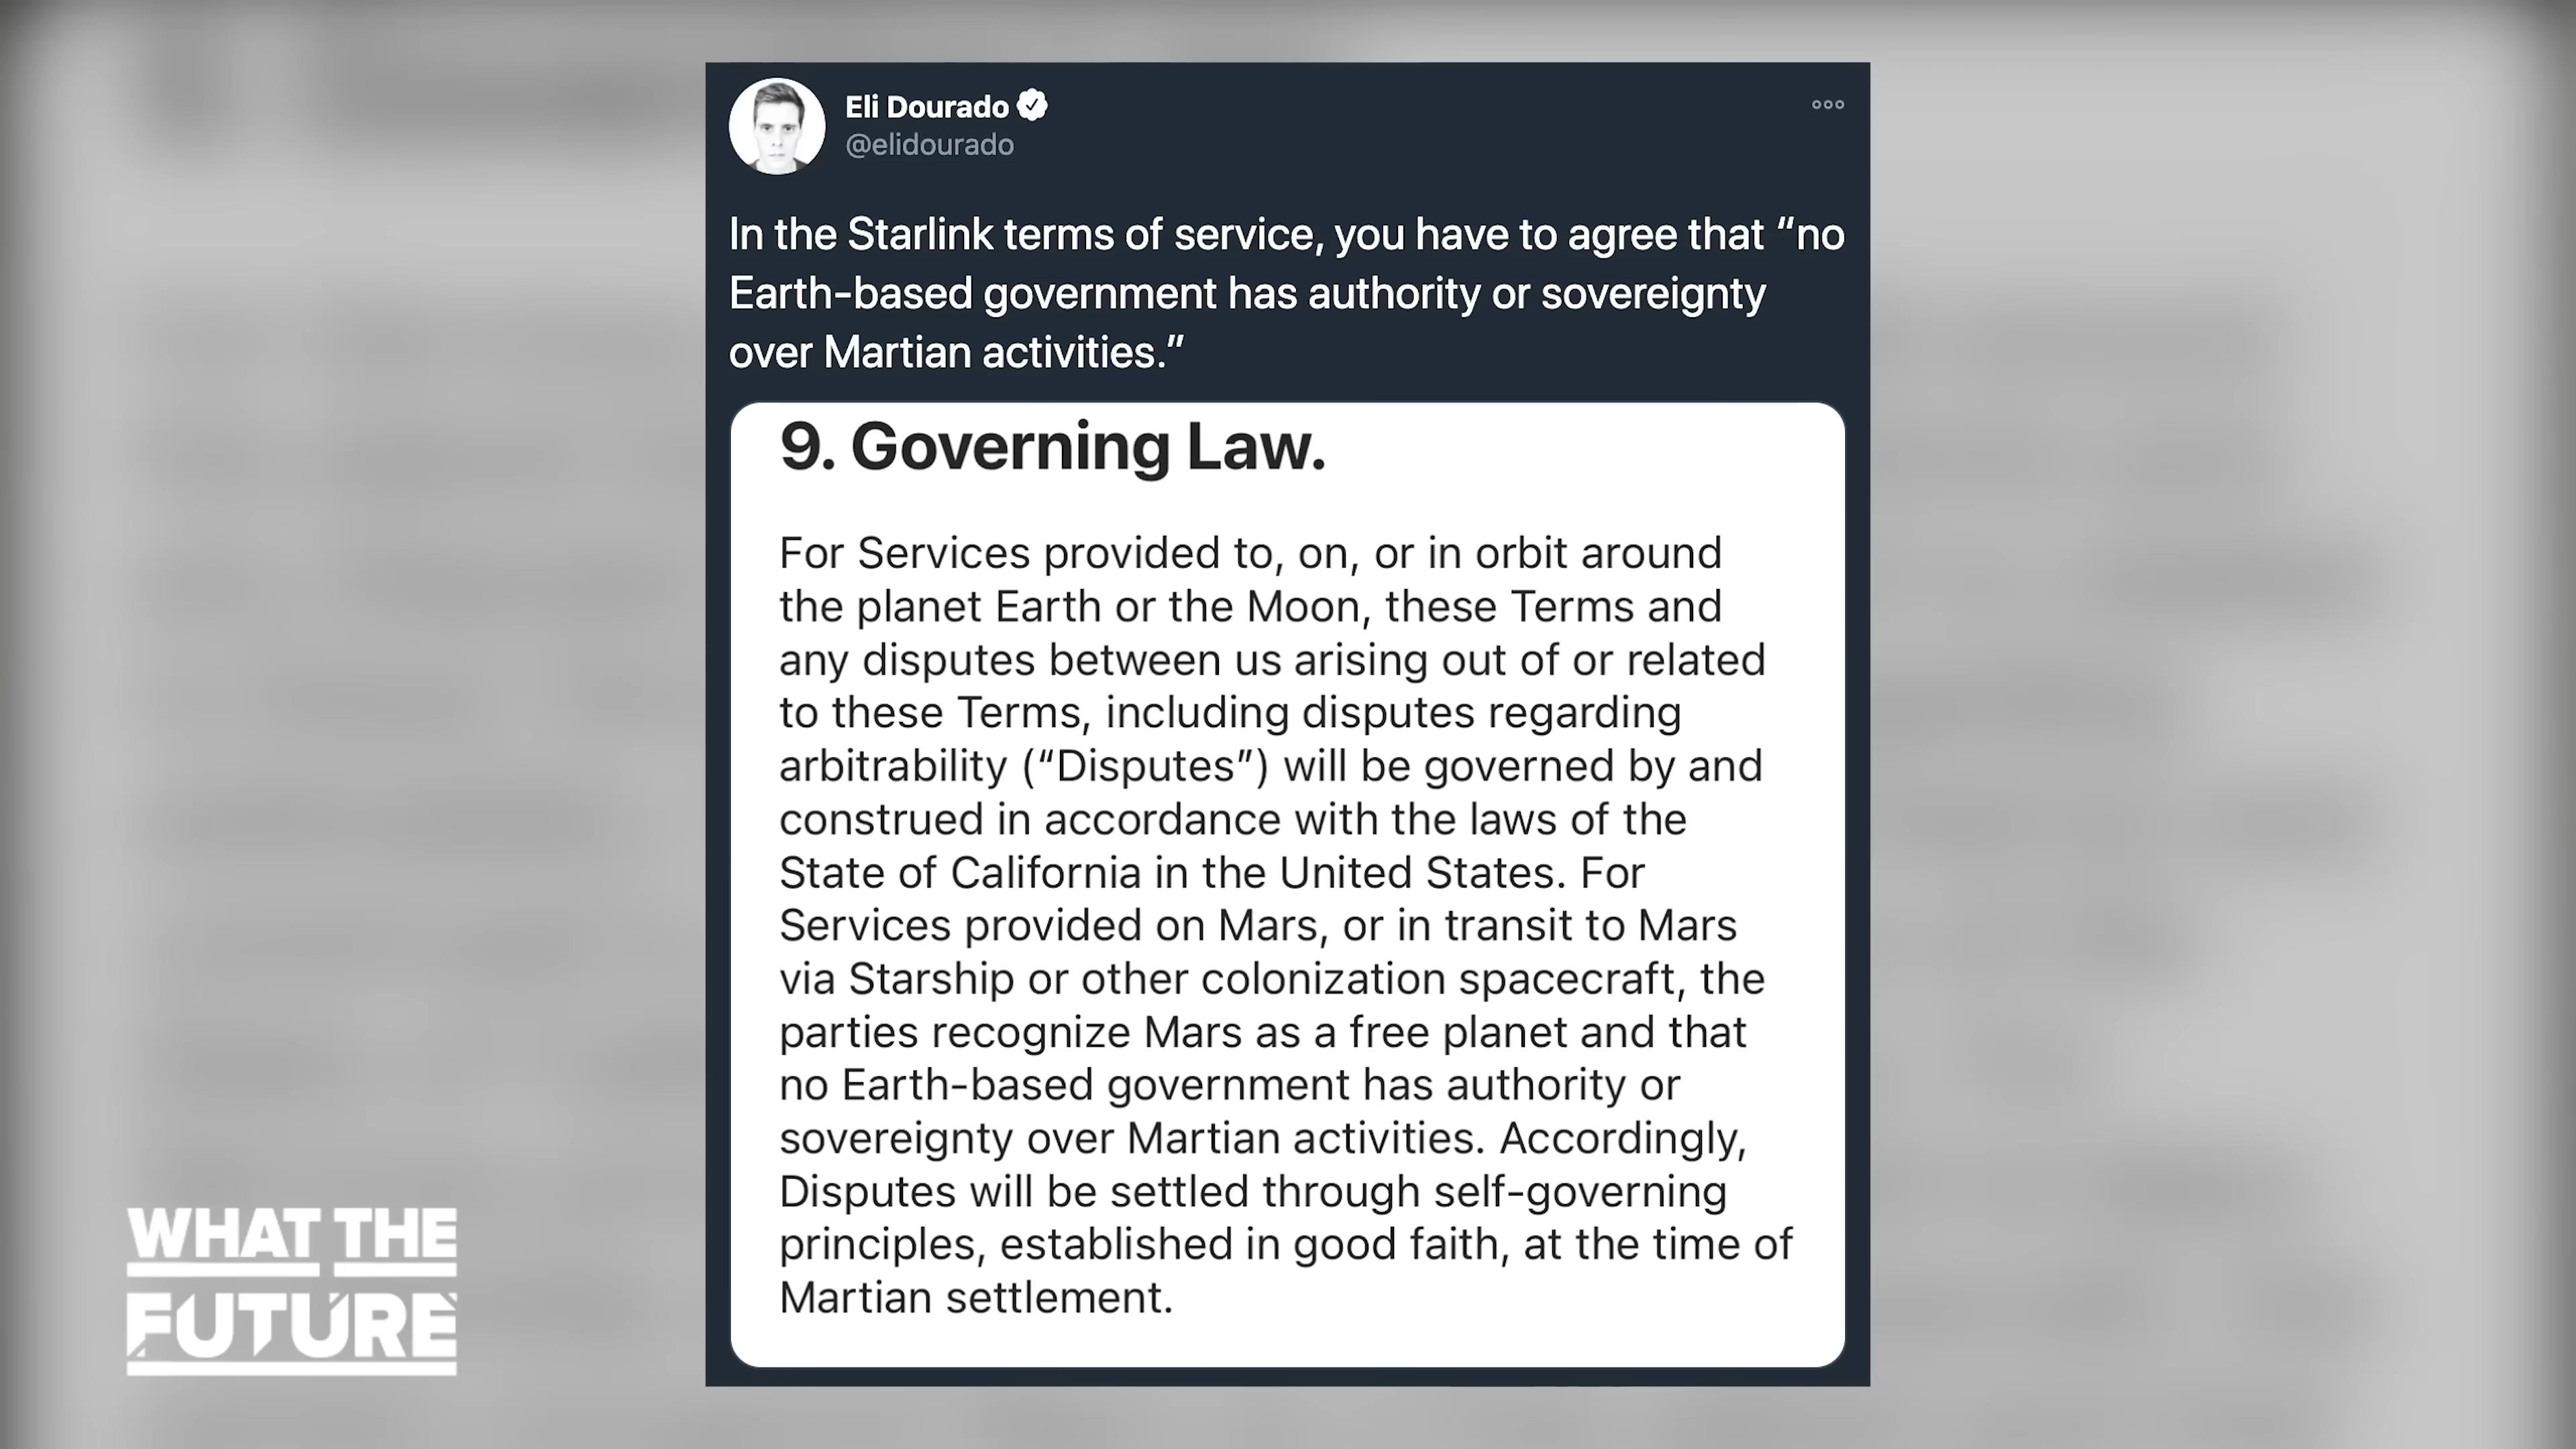 Eli Dourado
@elidourado
In the Starlink terms of service, you have to agree that “no
Earth-based government has authority or sovereignty
over Martian activities.”
9. Governing Law.
For Services provided to, on, or in orbit around
the planet Earth or the Moon, these Terms and
any disputes between us arising out of or related
to these Terms, including disputes regarding
arbitrability (“Disputes”) will be governed by and
construed in accordance with the laws of the
State of California in the United States. For
Services provided on Mars, or in transit to Mars
via Starship or other colonization spacecraft, the
parties recognize Mars as a free planet and that
no Earth-based government has authority or
sovereignty over Martian activities. Accordingly,
Disputes will be settled through self-governing
principles, established in good faith, at the time of
Martian settlement.
WHAT THE
FUTURE